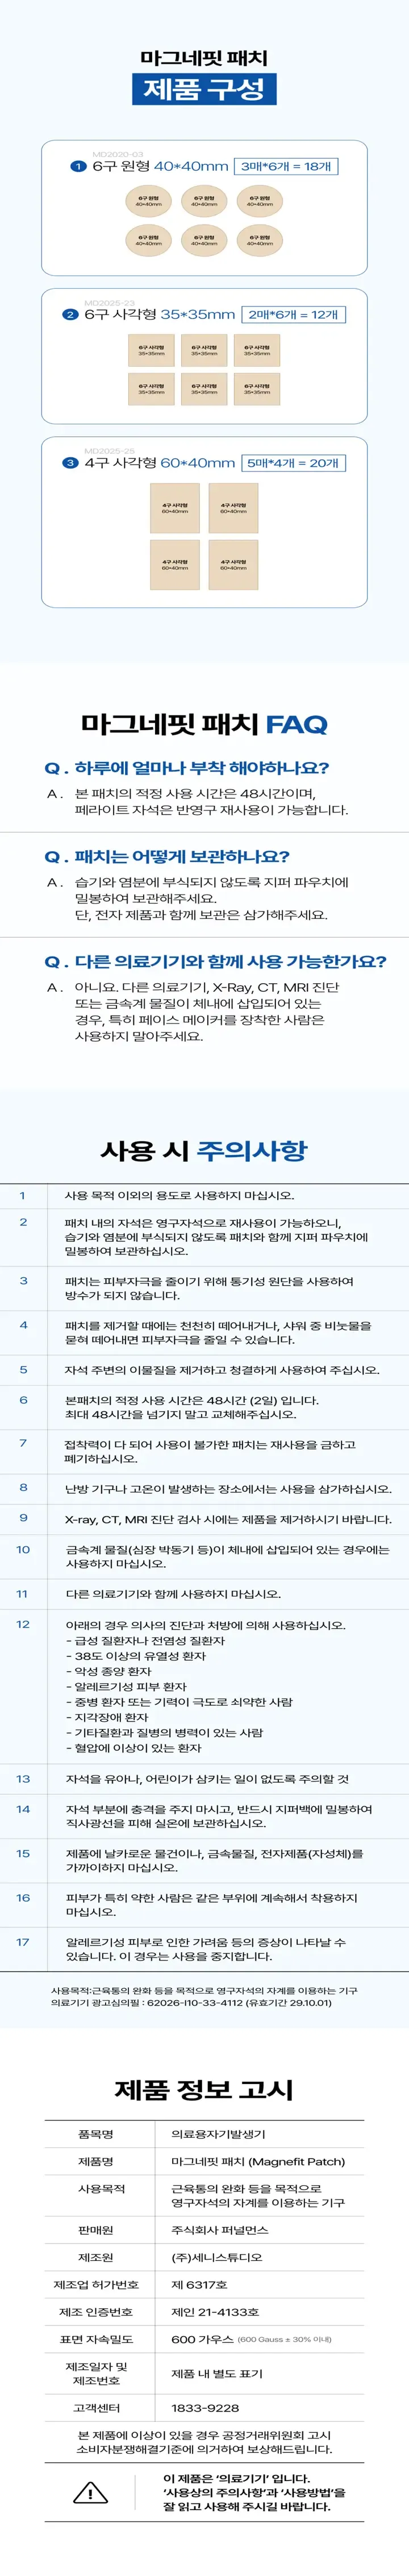 마그네핏 패치
제품 구성
MD2020-03
1 6구 원형 40*40mm 3매*6개 = 18개
6구 원형 6구 원형 6구 원형
40*40mm 40*40mm 40*40mm
6구 원형 6구 원형 6구 원형
40*40mm 40*40mm 40*40mm
MD2025-23
2 6구 사각형 35*35mm 2매*6개 = 12개
6구 사각형 6구 사각형 6구 사각형
35*35mm 35*35mm 35*35mm
6구 사각형 6구 사각형 6구 사각형
35*35mm 35*35mm 35*35mm
MD2025-25
3 4구 사각형 60*40mm 5매*4개 = 20개
4구 사각형 4구 사각형
60*40mm 60*40mm
4구 사각형 4구 사각형
60*40mm 60*40mm
마그네핏 패치 FAQ
Q . 하루에 얼마나 부착 해야하나요?
A . 본 패치의 적정 사용 시간은 48시간이며,
페라이트 자석은 반영구 재사용이 가능합니다.
Q . 패치는 어떻게 보관하나요?
A . 습기와 염분에 부식되지 않도록 지퍼 파우치에
밀봉하여 보관해주세요.
단, 전자 제품과 함께 보관은 삼가해주세요.
Q . 다른 의료기기와 함께 사용 가능한가요?
A . 아니요. 다른 의료기기, X-Ray, CT, MRI 진단
또는 금속계 물질이 체내에 삽입되어 있는
경우, 특히 페이스 메이커를 장착한 사람은
사용하지 말아주세요.
사용 시 주의사항
1 사용 목적 이외의 용도로 사용하지 마십시오.
2 패치 내의 자석은 영구자석으로 재사용이 가능하오니,
습기와 염분에 부식되지 않도록 패치와 함께 지퍼 파우치에
밀봉하여 보관하십시오.
3 패치는 피부자극을 줄이기 위해 통기성 원단을 사용하여
방수가 되지 않습니다.
4 패치를 제거할 때에는 천천히 떼어내거나, 샤워 중 비눗물을
묻혀 떼어내면 피부자극을 줄일 수 있습니다.
5 자석 주변의 이물질을 제거하고 청결하게 사용하여 주십시오.
6 본패치의 적정 사용 시간은 48시간 (2일) 입니다.
최대 48시간을 넘기지 말고 교체해주십시오.
7 접착력이 다 되어 사용이 불가한 패치는 재사용을 금하고
폐기하십시오.
8 난방 기구나 고온이 발생하는 장소에서는 사용을 삼가하십시오.
9 X-ray, CT, MRI 진단 검사 시에는 제품을 제거하시기 바랍니다.
10 금속계 물질(심장 박동기 등)이 체내에 삽입되어 있는 경우에는
사용하지 마십시오.
11 다른 의료기기와 함께 사용하지 마십시오.
12 아래의 경우 의사의 진단과 처방에 의해 사용하십시오.
- 급성 질환자나 전염성 질환자
- 38도 이상의 유열성 환자
- 악성 종양 환자
- 알레르기성 피부 환자
- 중병 환자 또는 기력이 극도로 쇠약한 사람
- 지각장애 환자
- 기타질환과 질병의 병력이 있는 사람
- 혈압에 이상이 있는 환자
13 자석을 유아나, 어린이가 삼키는 일이 없도록 주의할 것
14 자석 부분에 충격을 주지 마시고, 반드시 지퍼백에 밀봉하여
직사광선을 피해 실온에 보관하십시오.
15 제품에 날카로운 물건이나, 금속물질, 전자제품(자성체)를
가까이하지 마십시오.
16 피부가 특히 약한 사람은 같은 부위에 계속해서 착용하지
마십시오.
17 알레르기성 피부로 인한 가려움 등의 증상이 나타날 수
있습니다. 이 경우는 사용을 중지합니다.
사용목적:근육통의 완화 등을 목적으로 영구자석의 자계를 이용하는 기구
의료기기 광고심의필 : 62026-I10-33-4112 (유효기간 29.10.01)
제품 정보 고시
품목명 의료용자기발생기
제품명 마그네핏 패치 (Magnefit Patch)
사용목적 근육통의 완화 등을 목적으로
영구자석의 자계를 이용하는 기구
판매원 주식회사 퍼널먼스
제조원 (주)세니스튜디오
제조업 허가번호 제 6317호
제조 인증번호 제인 21-4133호
표면 자속밀도 600 가우스 (600 Gauss ± 30% 이내)
제조일자 및
제조번호 제품 내 별도 표기
고객센터 1833-9228
본 제품에 이상이 있을 경우 공정거래위원회 고시
소비자분쟁해결기준에 의거하여 보상해드립니다.
이 제품은 ‘의료기기’ 입니다.
‘사용상의 주의사항’과 ‘사용방법’을
잘 읽고 사용해 주시길 바랍니다.